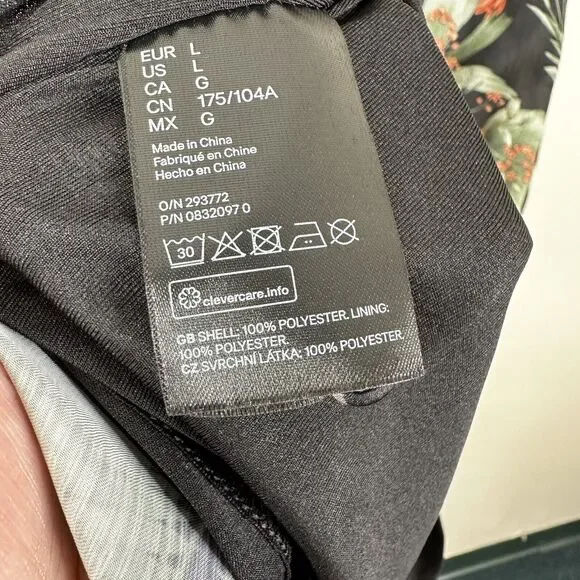 EUR L
US L
CA G
CN 175/104A
MX G
Made in China
Fabriqué en Chine
Hecho en China
O/N 293772
P/N 0832097 0
30
clevercare.info
GB SHELL: 100% POLYESTER. LINING:
100% POLYESTER.
CZ SVRCHNÍ LÁTKA: 100% POLYESTER